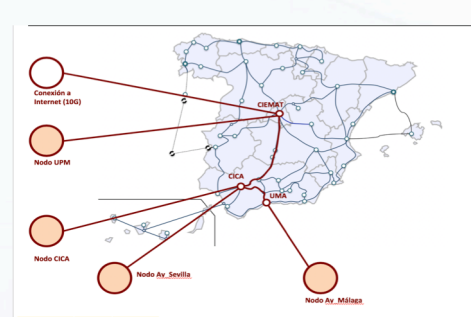 Conexión a
Internet (10G)
CIEMAT
Nodo UPM
CICA
UMA
Nodo CICA
Nodo Av_Sevilla
Nodo Av_Málaga